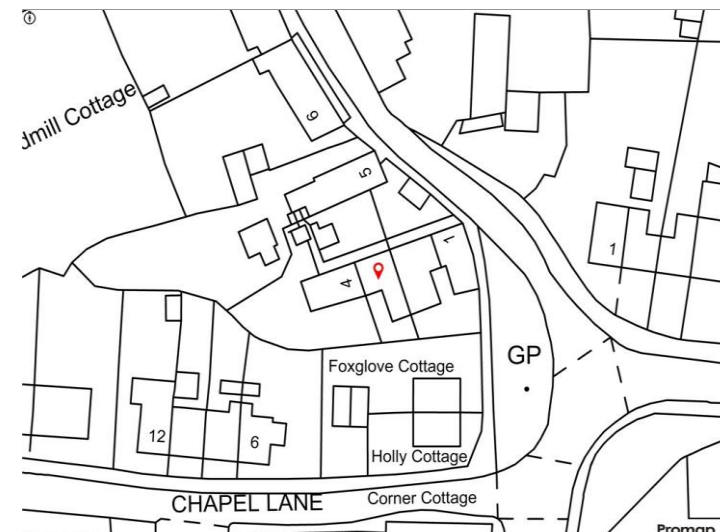 dmill Cottage
9
5
1
4
1
GP
Foxglove Cottage
12
6
Holly Cottage
CHAPEL LANE
Corner Cottage
Promap